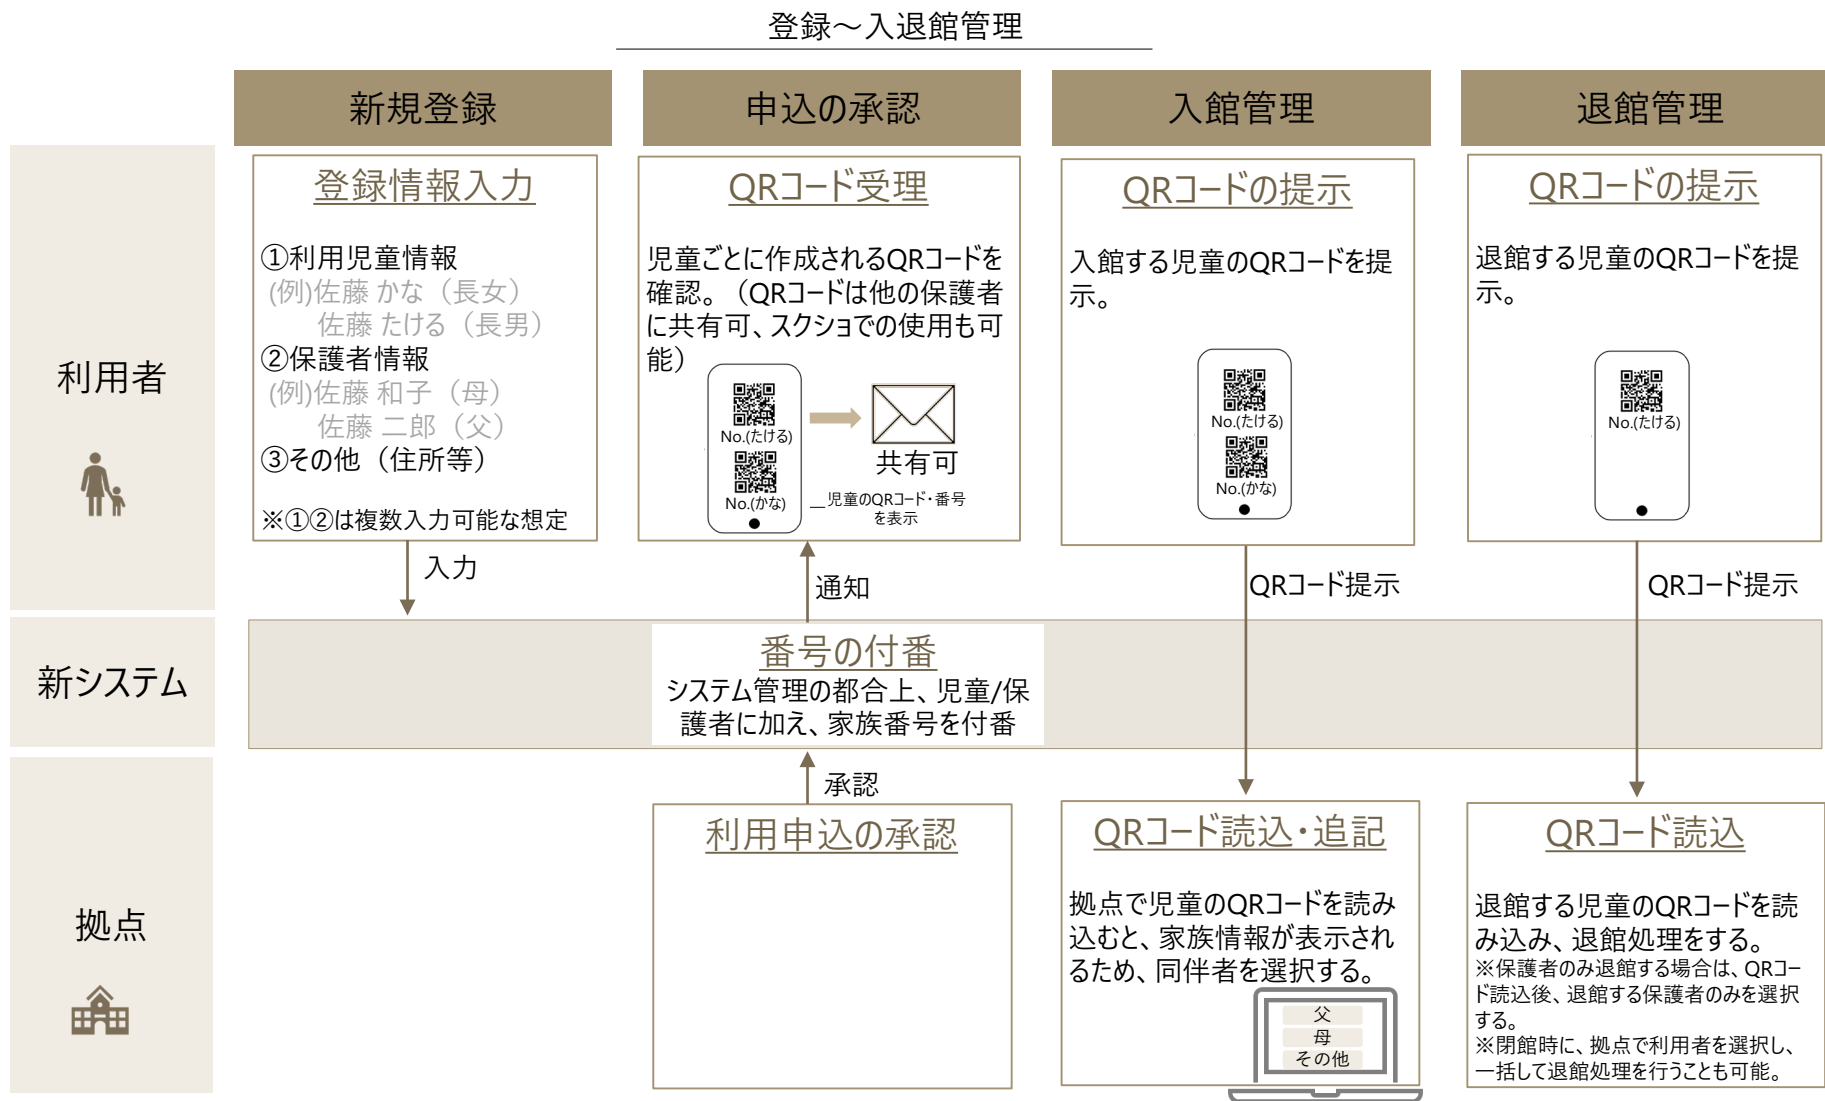 登録～入退館管理
新規登録
申込の承認
入館管理
退館管理
利用者
登録情報入力
①利用児童情報
(例)佐藤 かな（長女）
佐藤 たける（長男）
②保護者情報
(例)佐藤 和子（母）
佐藤 二郎（父）
③その他（住所等）
※①②は複数入力可能な想定
入力
QRコード受理
児童ごとに作成されるQRコードを
確認。（QRコードは他の保護者
に共有可、スクショでの使用も可
能）
No.(たける)
No.(かな)
共有可
児童のQRコード・番号
を表示
通知
QRコードの提示
入館する児童のQRコードを提
示。
No.(たける)
No.(かな)
QRコード提示
QRコードの提示
退館する児童のQRコードを提
示。
No.(たける)
QRコード提示
新システム
番号の付番
システム管理の都合上、児童/保
護者に加え、家族番号を付番
拠点
承認
利用申込の承認
QRコード読込・追記
拠点で児童のQRコードを読み
込むと、家族情報が表示され
るため、同伴者を選択する。
父
母
その他
QRコード読込
退館する児童のQRコードを読
み込み、退館処理をする。
※保護者のみ退館する場合は、QRコー
ド読込後、退館する保護者のみを選択
する。
※閉館時に、拠点で利用者を選択し、
一括して退館処理を行うことも可能。